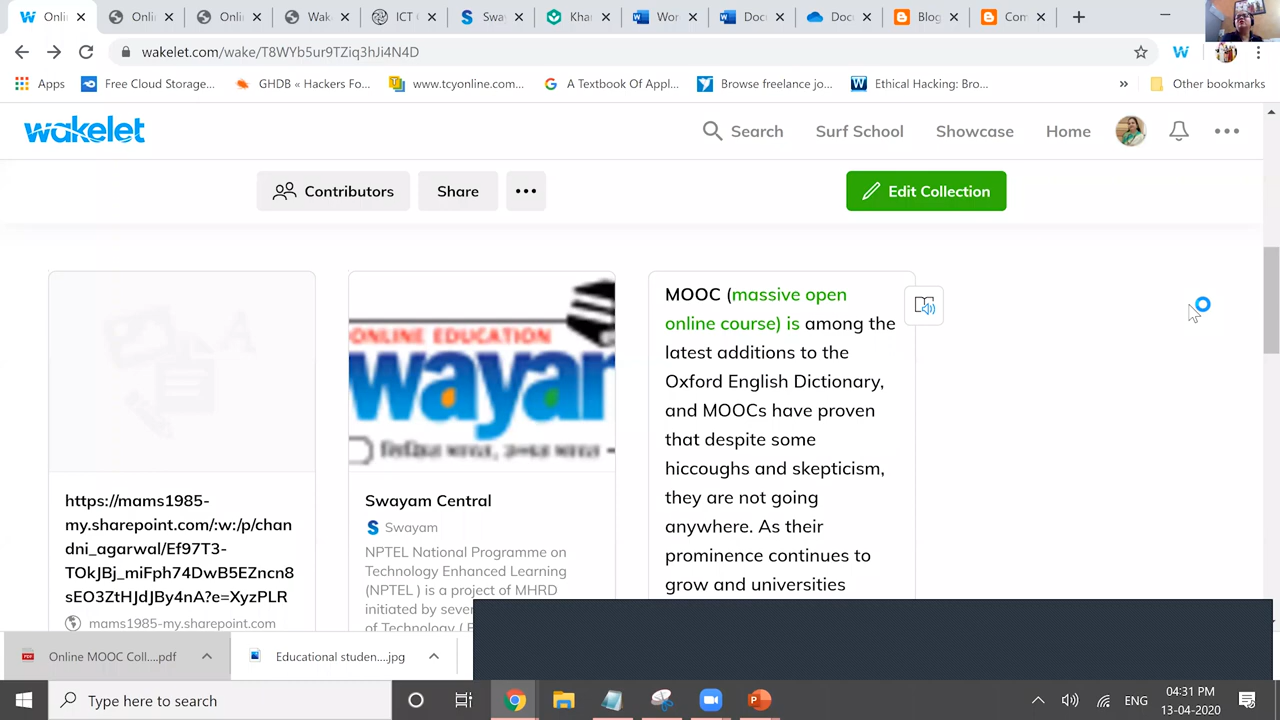 Onli
Onli
Onli
Wak
ICT
Sway
Khar
Wor
Doc
Doc
Blog
Com
wakelet.com/wake/T8WYb5ur9TZiq3hJi4N4D
Apps
Free Cloud Storage...
GHDB « Hackers Fo...
www.tcyonline.com...
A Textbook Of Appl...
Browse freelance jo...
Ethical Hacking: Bro...
»
Other bookmarks
wakelet
Search
Surf School
Showcase
Home
Contributors
Share
Edit Collection
https://mams1985-
my.sharepoint.com/:w:/p/chan
dni_agarwal/Ef97T3-
TOkJBj_miFph74DwB5EZncn8
sEO3ZtHJdJBy4nA?e=XyzPLR
mams1985-my.sharepoint.com
ONLINE EDUCATION
swayam
Swayam Central
Swayam
NPTEL National Programme on
Technology Enhanced Learning
(NPTEL ) is a project of MHRD
initiated by seve
of Technology (
MOOC (massive open
online course) is among the
latest additions to the
Oxford English Dictionary,
and MOOCs have proven
that despite some
hiccoughs and skepticism,
they are not going
anywhere. As their
prominence continues to
grow and universities
Online MOOC Coll....pdf
Educational studen....jpg
Type here to search
ENG
04:31 PM
13-04-2020